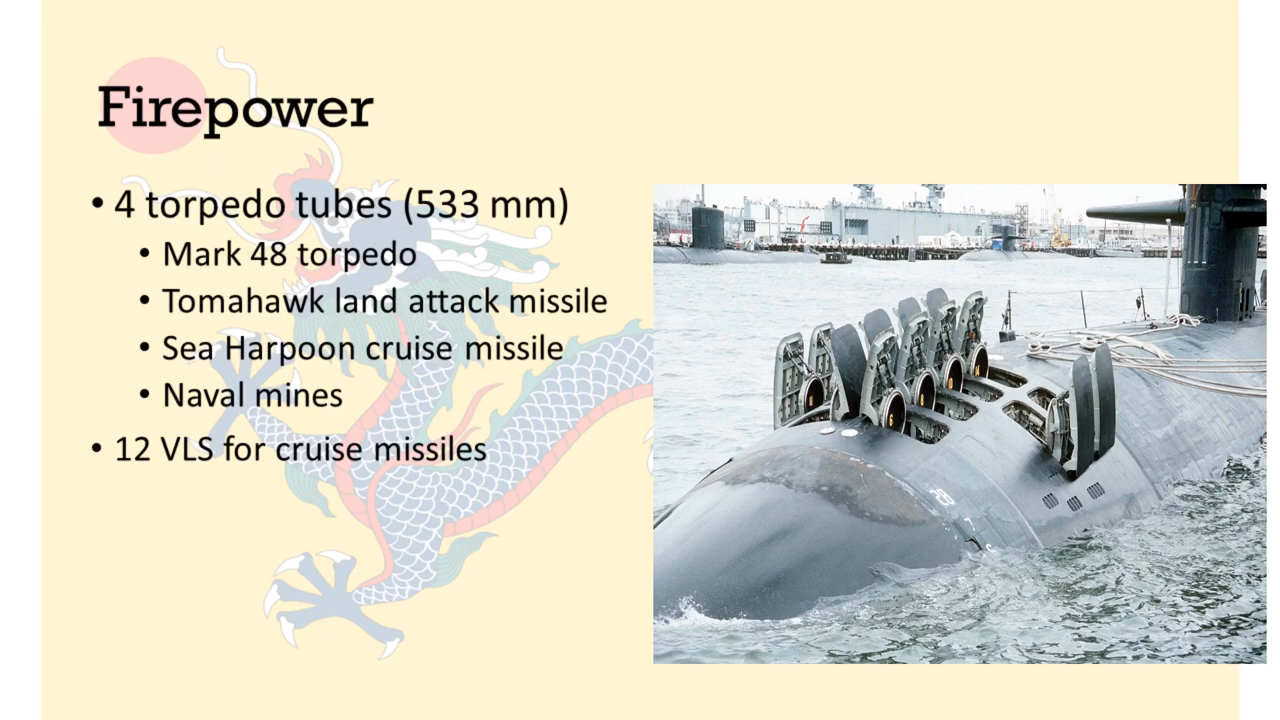 Firepower
• 4 torpedo tubes (533 mm)
• Mark 48 torpedo
• Tomahawk land attack missile
• Sea Harpoon cruise missile
• Naval mines
• 12 VLS for cruise missiles